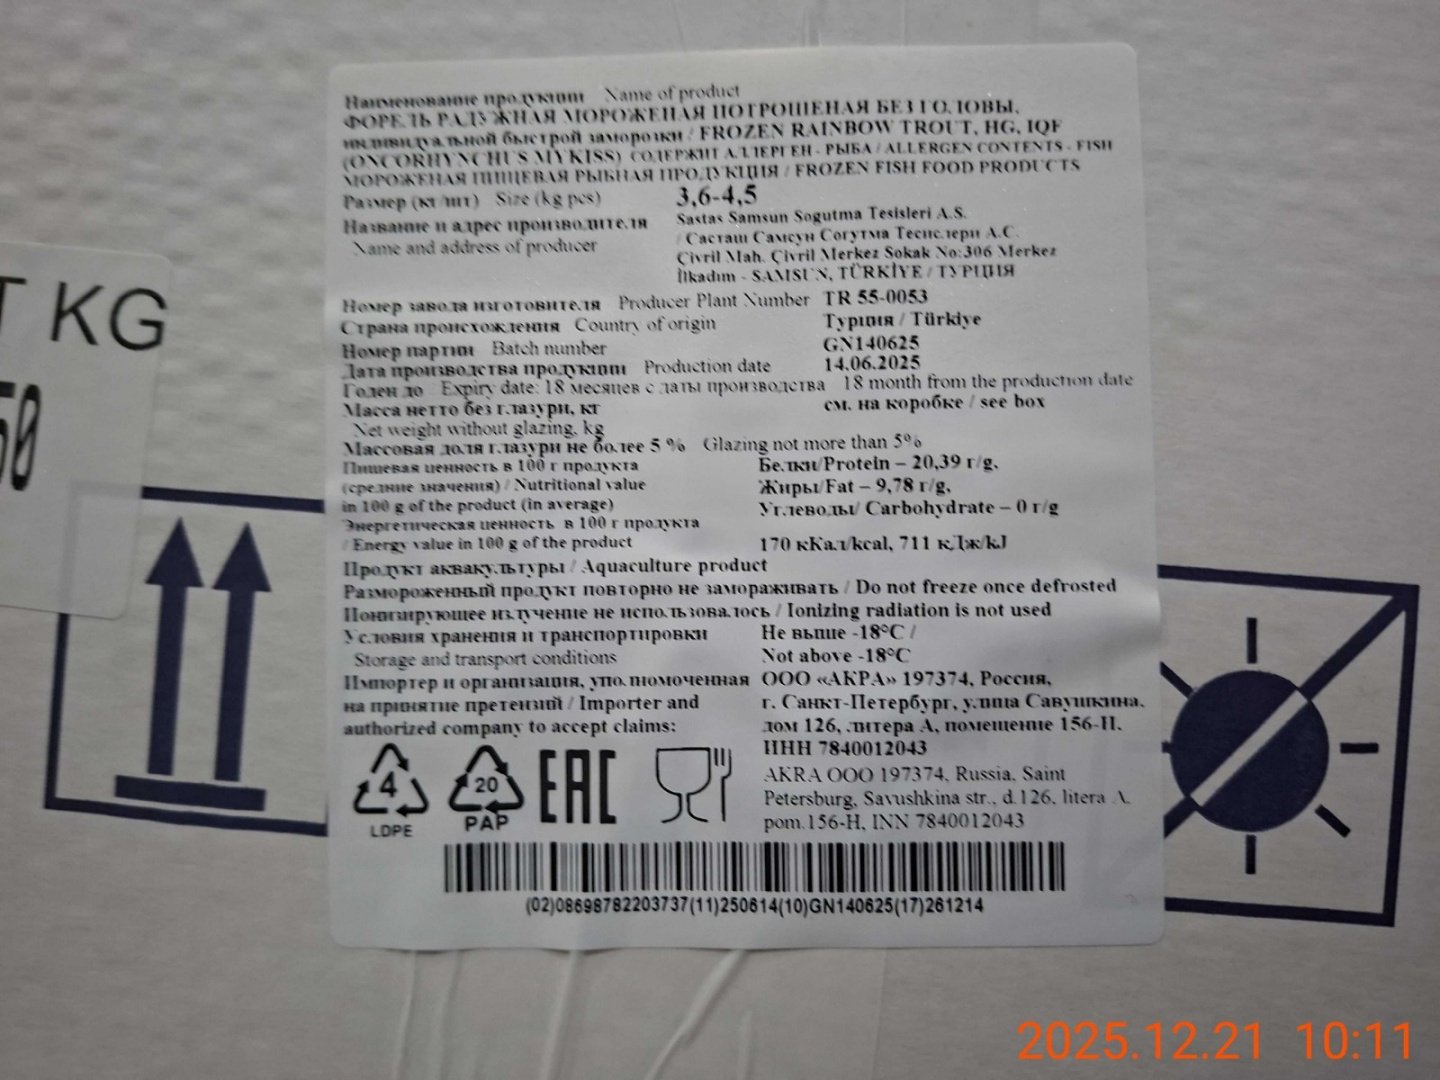 Наименование продукции Name of product
ФОРЕЛЬ РАДУЖНАЯ МОРОЖЕНАЯ ПОТРОШЕНАЯ БЕЗ ГОЛОВЫ,
индивидуальной быстрой заморозки / FROZEN RAINBOW TROUT, HG, IQF
(ONCORHYNCHUS MYKISS) СОДЕРЖИТ АЛЛЕРГЕН - РЫБА / ALLERGEN CONTENTS - FISH
МОРОЖЕНАЯ ПИЩЕВАЯ РЫБНАЯ ПРОДУКЦИЯ / FROZEN FISH FOOD PRODUCTS
Размер (кг/шт) Size (kg pcs) 3,6-4,5
Название и адрес производителя Sastas Samsun Sogutma Tesisleri A.S.
Name and address of producer / Састаш Самсун Согутма Тесислери А.С.
Çivril Mah. Çivril Merkez Sokak No:306 Merkez
İlkadım - SAMSUN, TÜRKİYE / ТУРЦИЯ
Номер завода изготовителя Producer Plant Number TR 55-0053
Страна происхождения Country of origin Турция / Türkiye
Номер партии Batch number GN140625
Дата производства продукции Production date 14.06.2025
Годен до Expiry date: 18 месяцев с даты производства 18 month from the production date
Масса нетто без глазури, кг см. на коробке / see box
Net weight without glazing, kg
Массовая доля глазури не более 5 % Glazing not more than 5%
Пищевая ценность в 100 г продукта Белки/Protein – 20,39 г/g,
(средние значения) / Nutritional value Жиры/Fat – 9,78 г/g,
in 100 g of the product (in average) Углеводы/ Carbohydrate – 0 г/g
Энергетическая ценность в 100 г продукта
/ Energy value in 100 g of the product 170 кКал/kcal, 711 кДж/kJ
Продукт аквакультуры / Aquaculture product
Размороженный продукт повторно не замораживать / Do not freeze once defrosted
Ионизирующее излучение не использовалось / Ionizing radiation is not used
Условия хранения и транспортировки Не выше -18°C /
Storage and transport conditions Not above -18°C
Импортер и организация, уполномоченная ООО «АКРА» 197374, Россия,
на принятие претензий / Importer and г. Санкт-Петербург, улица Савушкина,
authorized company to accept claims: дом 126, литера А, помещение 156-Н.
ИНН 7840012043
AKRA OOO 197374, Russia, Saint
Petersburg, Savushkina str., d.126, litera A,
pom.156-H, INN 7840012043
4 20 EAC
LDPE PAP
(02)08698782203737(11)250614(10)GN140625(17)261214
T KG
50
2025.12.21 10:11